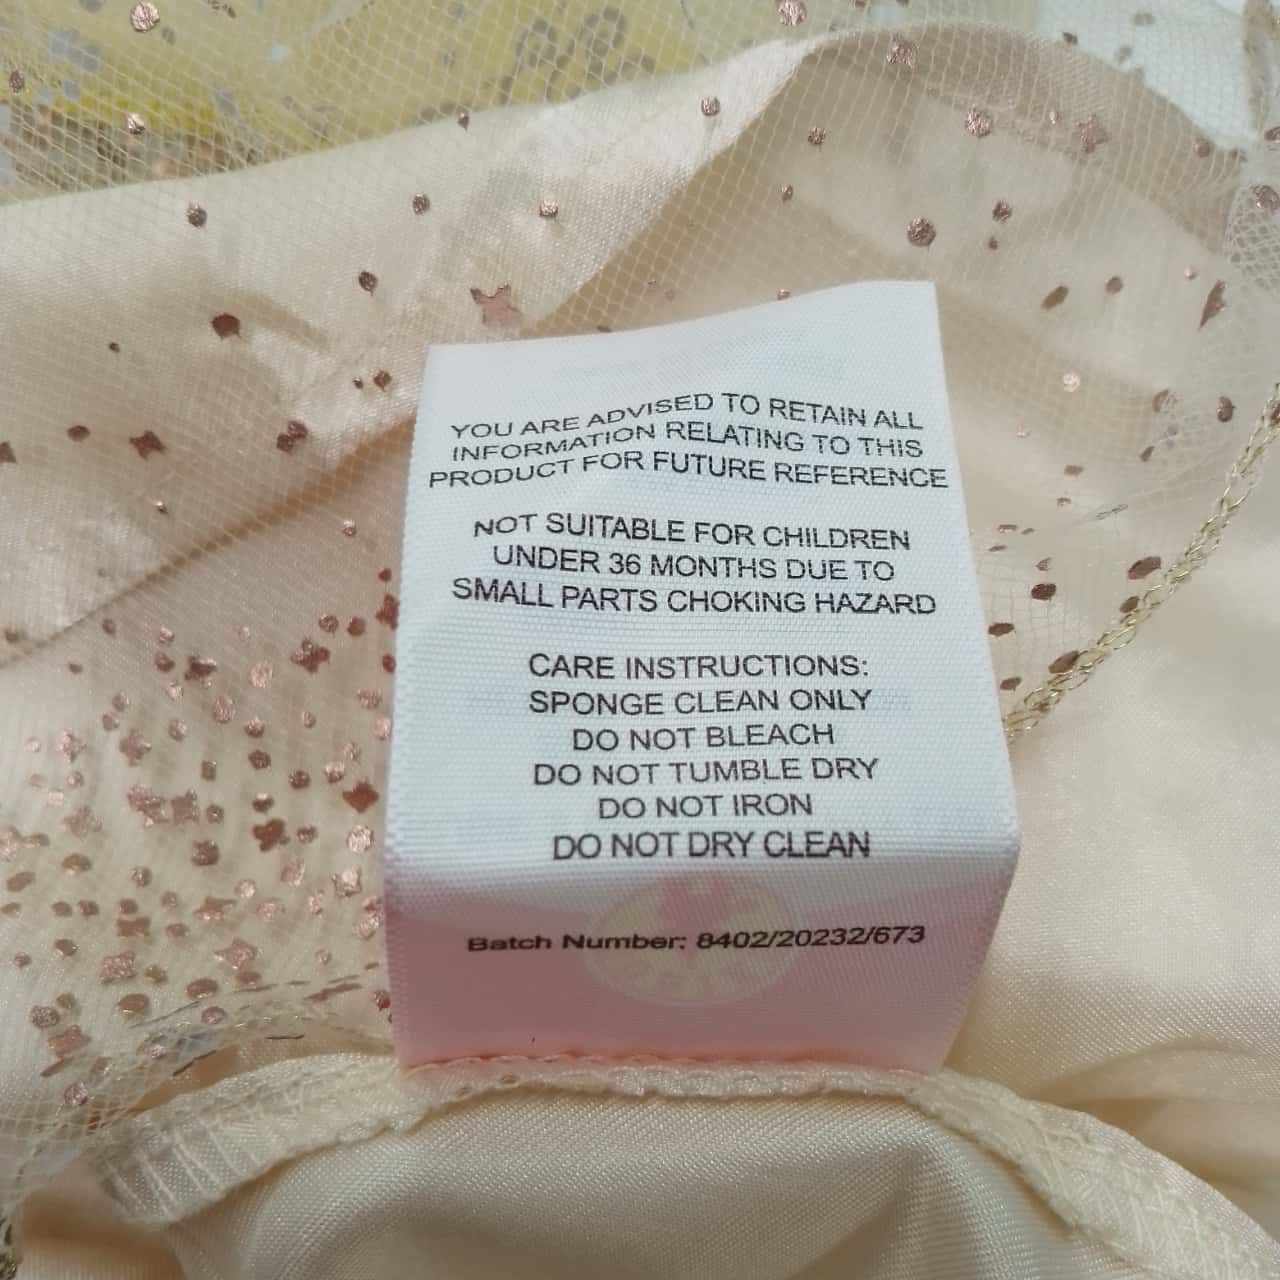 YOU ARE ADVISED TO RETAIN ALL
INFORMATION RELATING TO THIS
PRODUCT FOR FUTURE REFERENCE
NOT SUITABLE FOR CHILDREN
UNDER 36 MONTHS DUE TO
SMALL PARTS CHOKING HAZARD
CARE INSTRUCTIONS:
SPONGE CLEAN ONLY
DO NOT BLEACH
DO NOT TUMBLE DRY
DO NOT IRON
DO NOT DRY CLEAN
Batch Number: 8402/20232/673